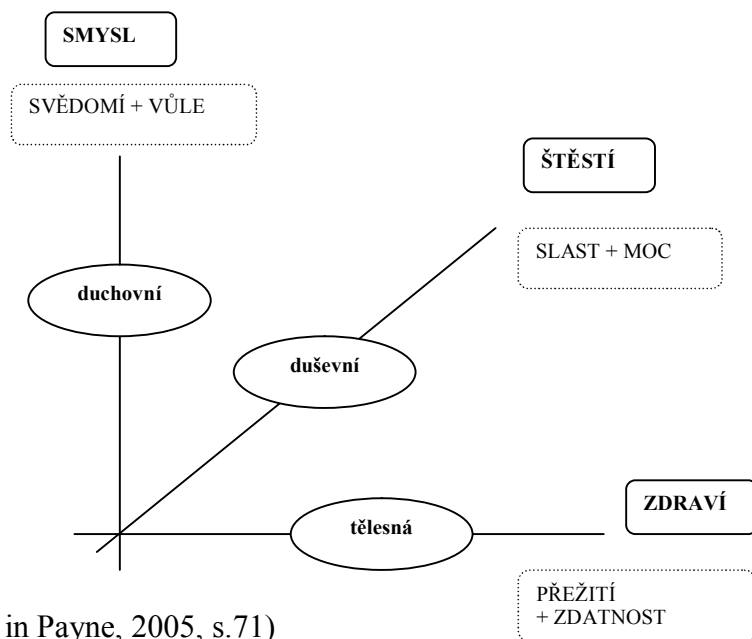 SMYSL
SVĚDOMÍ + VŮLE
ŠTĚSTÍ
SLAST + MOC
duchovní
duševní
ZDRAVÍ
tělesná
PŘEŽITÍ
+ ZDATNOST
in Payne, 2005, s.71)